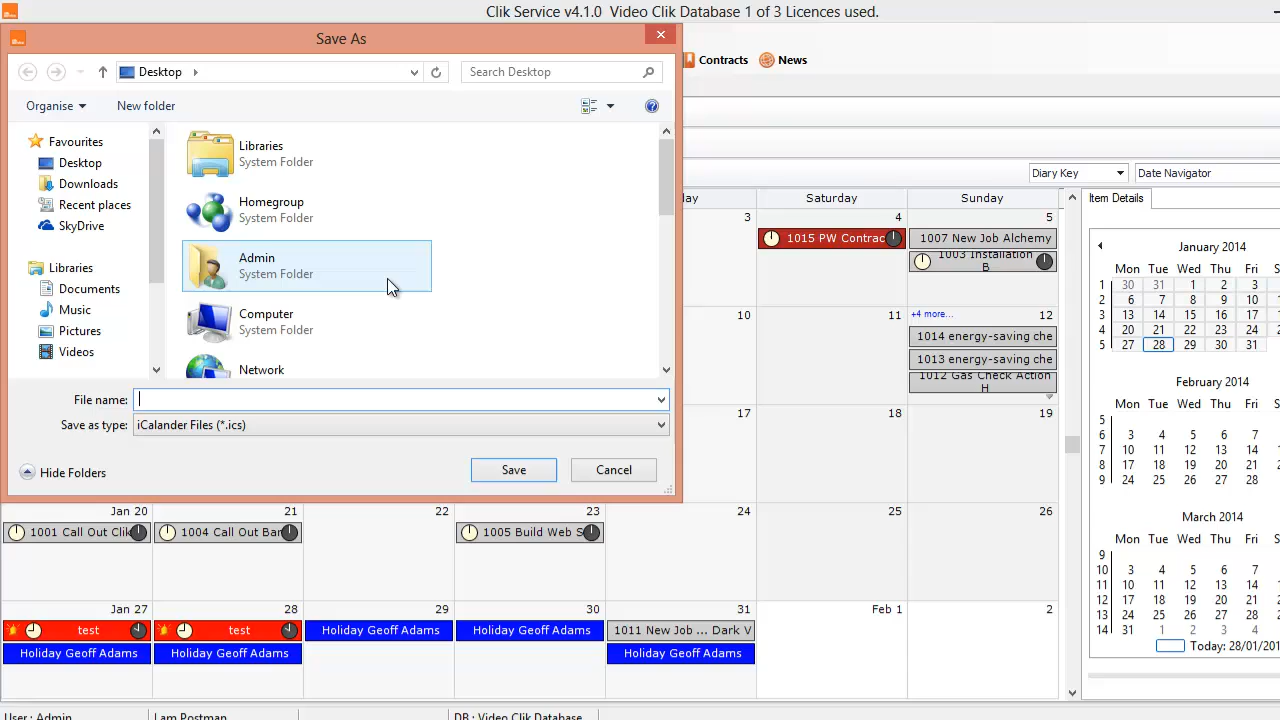 Clik Service v4.1.0 Video Clik Database 1 of 3 Licences used.
Save As
Contracts
News
Desktop
Search Desktop
Organise
New folder
Diary Key
Date Navigator
Favourites
Desktop
Downloads
Recent places
SkyDrive
Libraries
Documents
Music
Pictures
Videos
Libraries
System Folder
Homegroup
System Folder
Admin
System Folder
Computer
System Folder
Network
File name:
Save as type:
iCalander Files (*.ics)
Hide Folders
Save
Cancel
Saturday
Sunday
3
4
5
1015 PW Contrac
1007 New Job Alchemy
1003 Installation
B
10
11
+4 more...
12
1014 energy-saving che
1013 energy-saving che
1012 Gas Check Action
H
17
18
19
Jan 20
21
22
23
24
25
26
1001 Call Out Clik
1004 Call Out Bar
1005 Build Web S
Jan 27
28
29
30
31
Feb 1
2
test
test
Holiday Geoff Adams
Holiday Geoff Adams
1011 New Job ... Dark V
Holiday Geoff Adams
Holiday Geoff Adams
Holiday Geoff Adams
Item Details
January 2014
Mon Tue Wed Thu Fri
1 30 31 1 2 3
2 6 7 8 9 10
3 13 14 15 16 17
4 20 21 22 23 24
5 27 28 29 30 31
February 2014
Mon Tue Wed Thu Fri
5
6 3 4 5 6 7
7 10 11 12 13 14
8 17 18 19 20 21
9 24 25 26 27 28
March 2014
Mon Tue Wed Thu Fri
9
10 3 4 5 6 7
11 10 11 12 13 14
12 17 18 19 20 21
13 24 25 26 27 28
14 31 1 2 3 4
Today: 28/01/201
User : Admin
I am Postman
DB : Video Clik Database